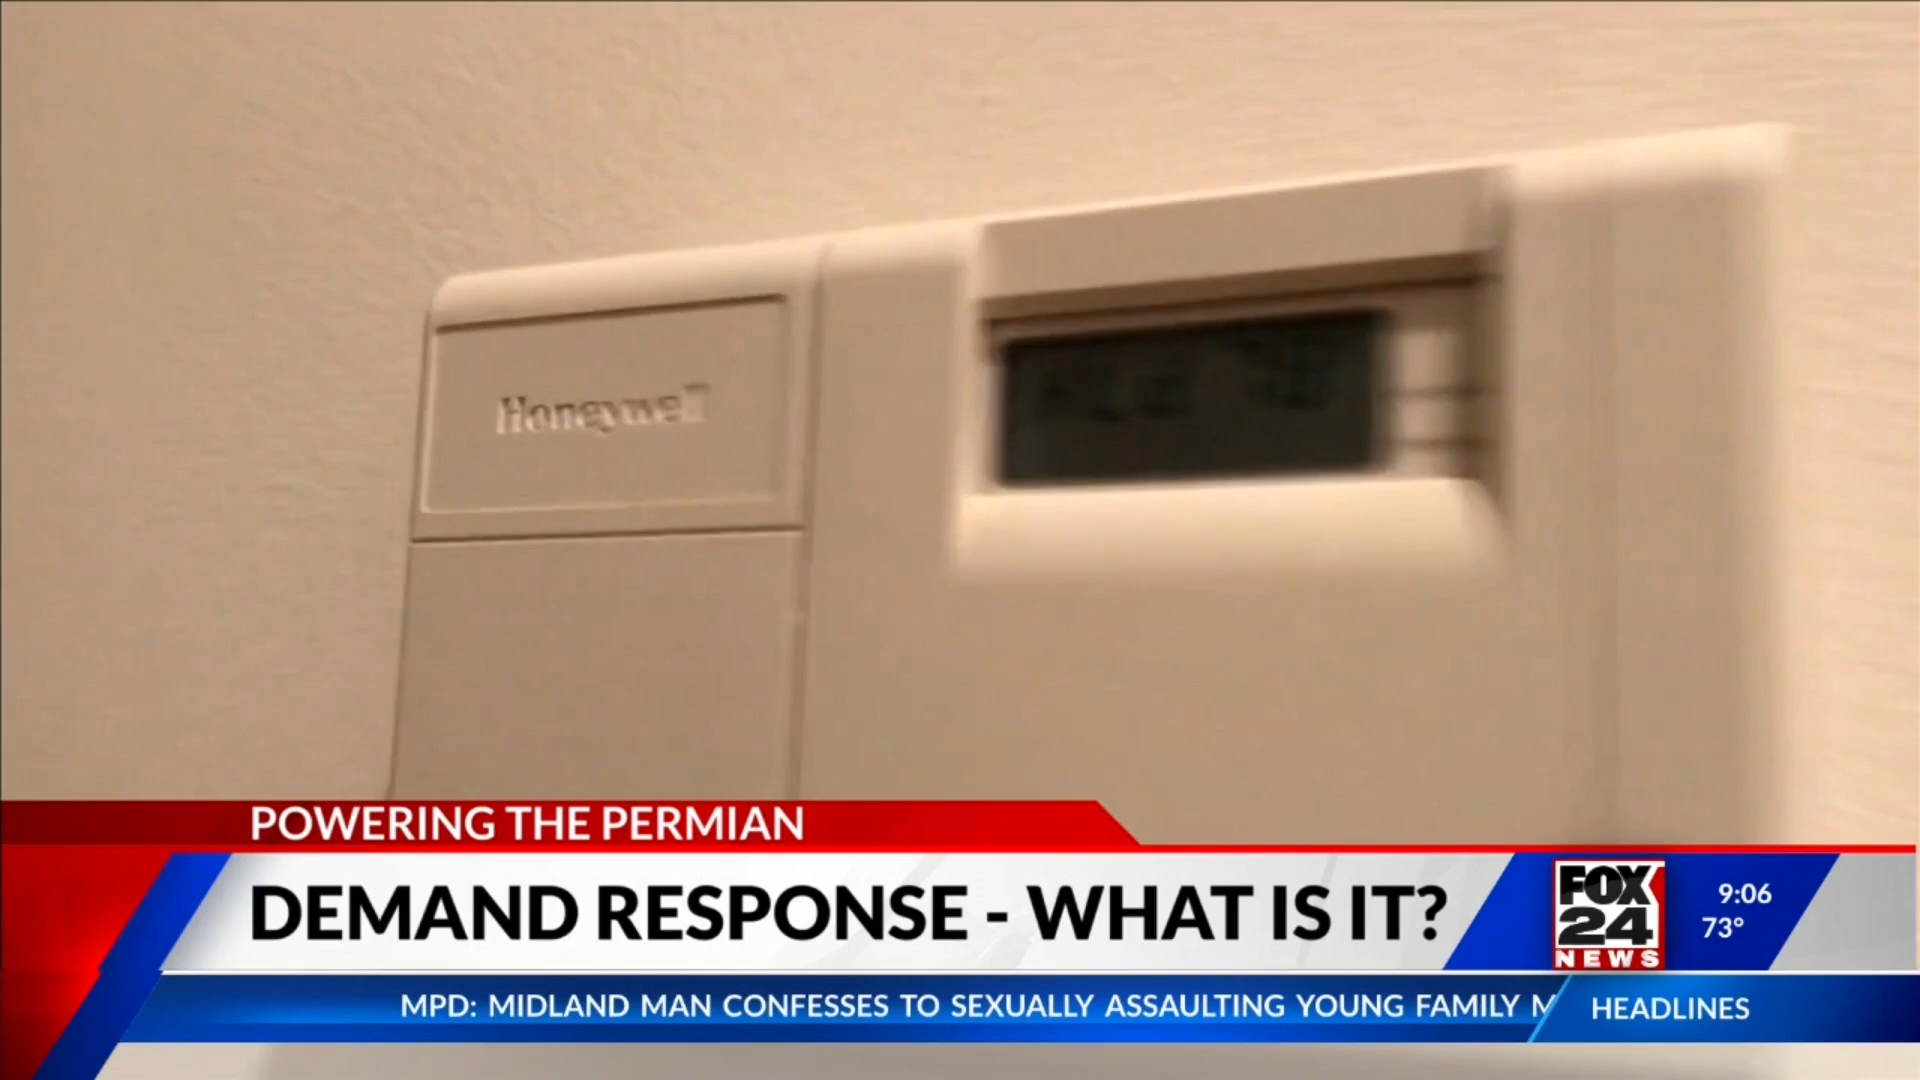 Honeywell
POWERING THE PERMIAN
DEMAND RESPONSE - WHAT IS IT?
FOX
24
NEWS
9:06
73°
MPD: MIDLAND MAN CONFESSES TO SEXUALLY ASSAULTING YOUNG FAMILY
HEADLINES